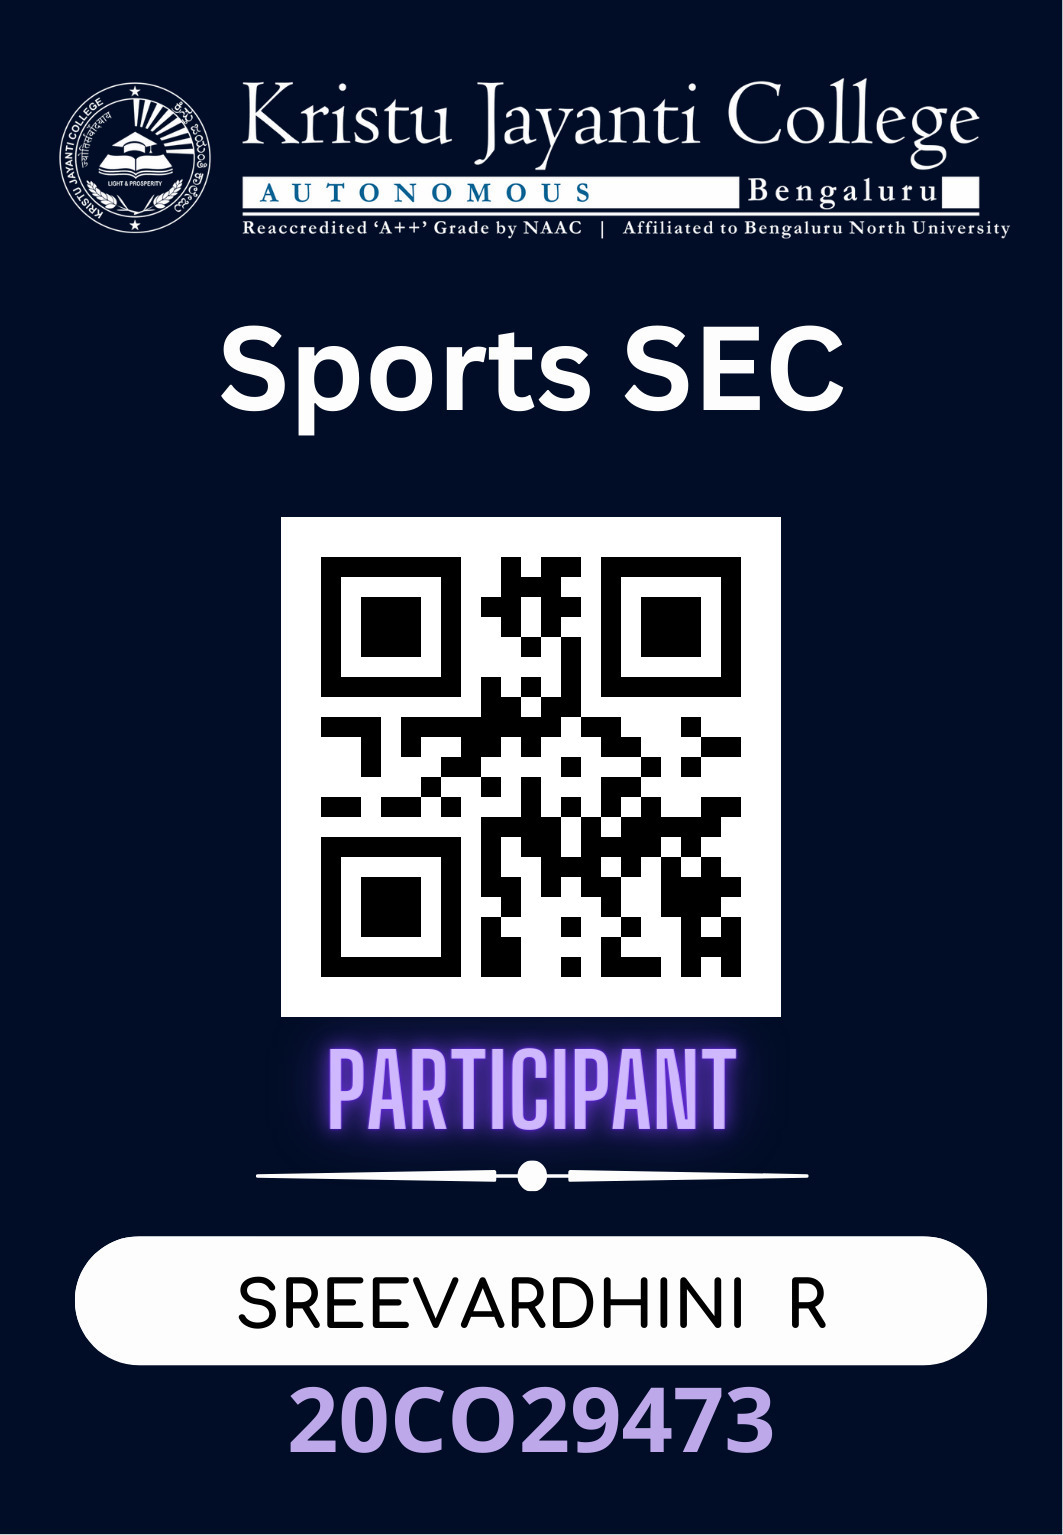 KRISTU JAYANTI COLLEGE
ಕ್ರಿಸ್ತು ಜಯಂತಿ ಕಾಲೇಜು
LIGHT & PROSPERITY
Kristu Jayanti College
AUTONOMOUS Bengaluru
Reaccredited ‘A++’ Grade by NAAC | Affiliated to Bengaluru North University
Sports SEC
PARTICIPANT
SREEVARDHINI R
20CO29473